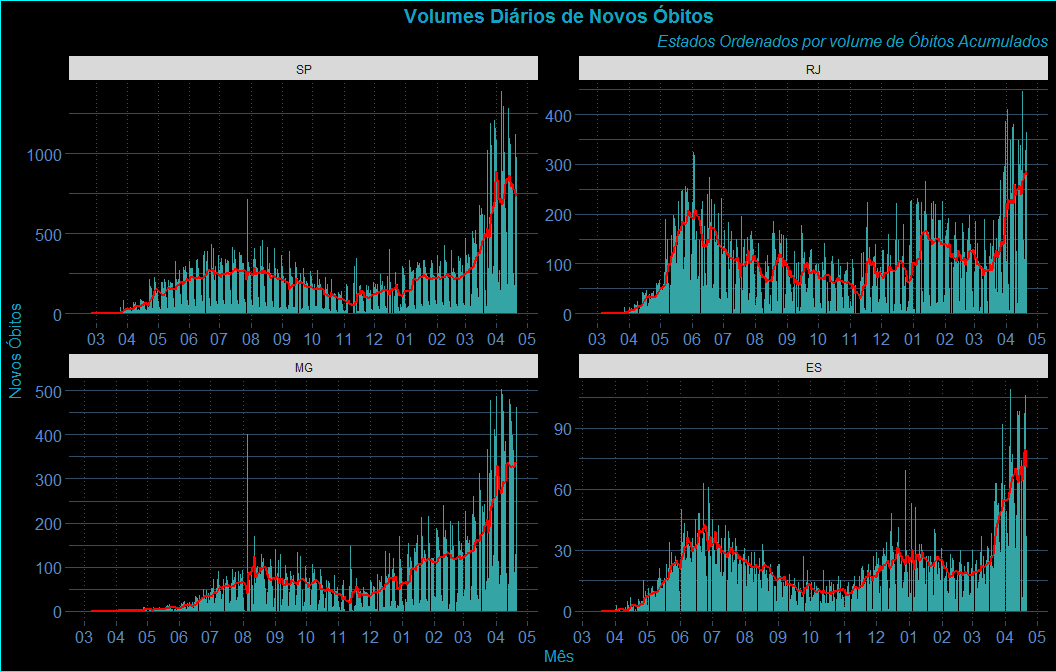 Volumes Diários de Novos Óbitos
Estados Ordenados por volume de Óbitos Acumulados
SP
RJ
1000
500
0
400
300
200
100
0
03 04 05 06 07 08 09 10 11 12 01 02 03 04 05
03 04 05 06 07 08 09 10 11 12 01 02 03 04 05
Novos Óbitos
MG
ES
500
400
300
200
100
0
90
60
30
0
03 04 05 06 07 08 09 10 11 12 01 02 03 04 05
03 04 05 06 07 08 09 10 11 12 01 02 03 04 05
Mês